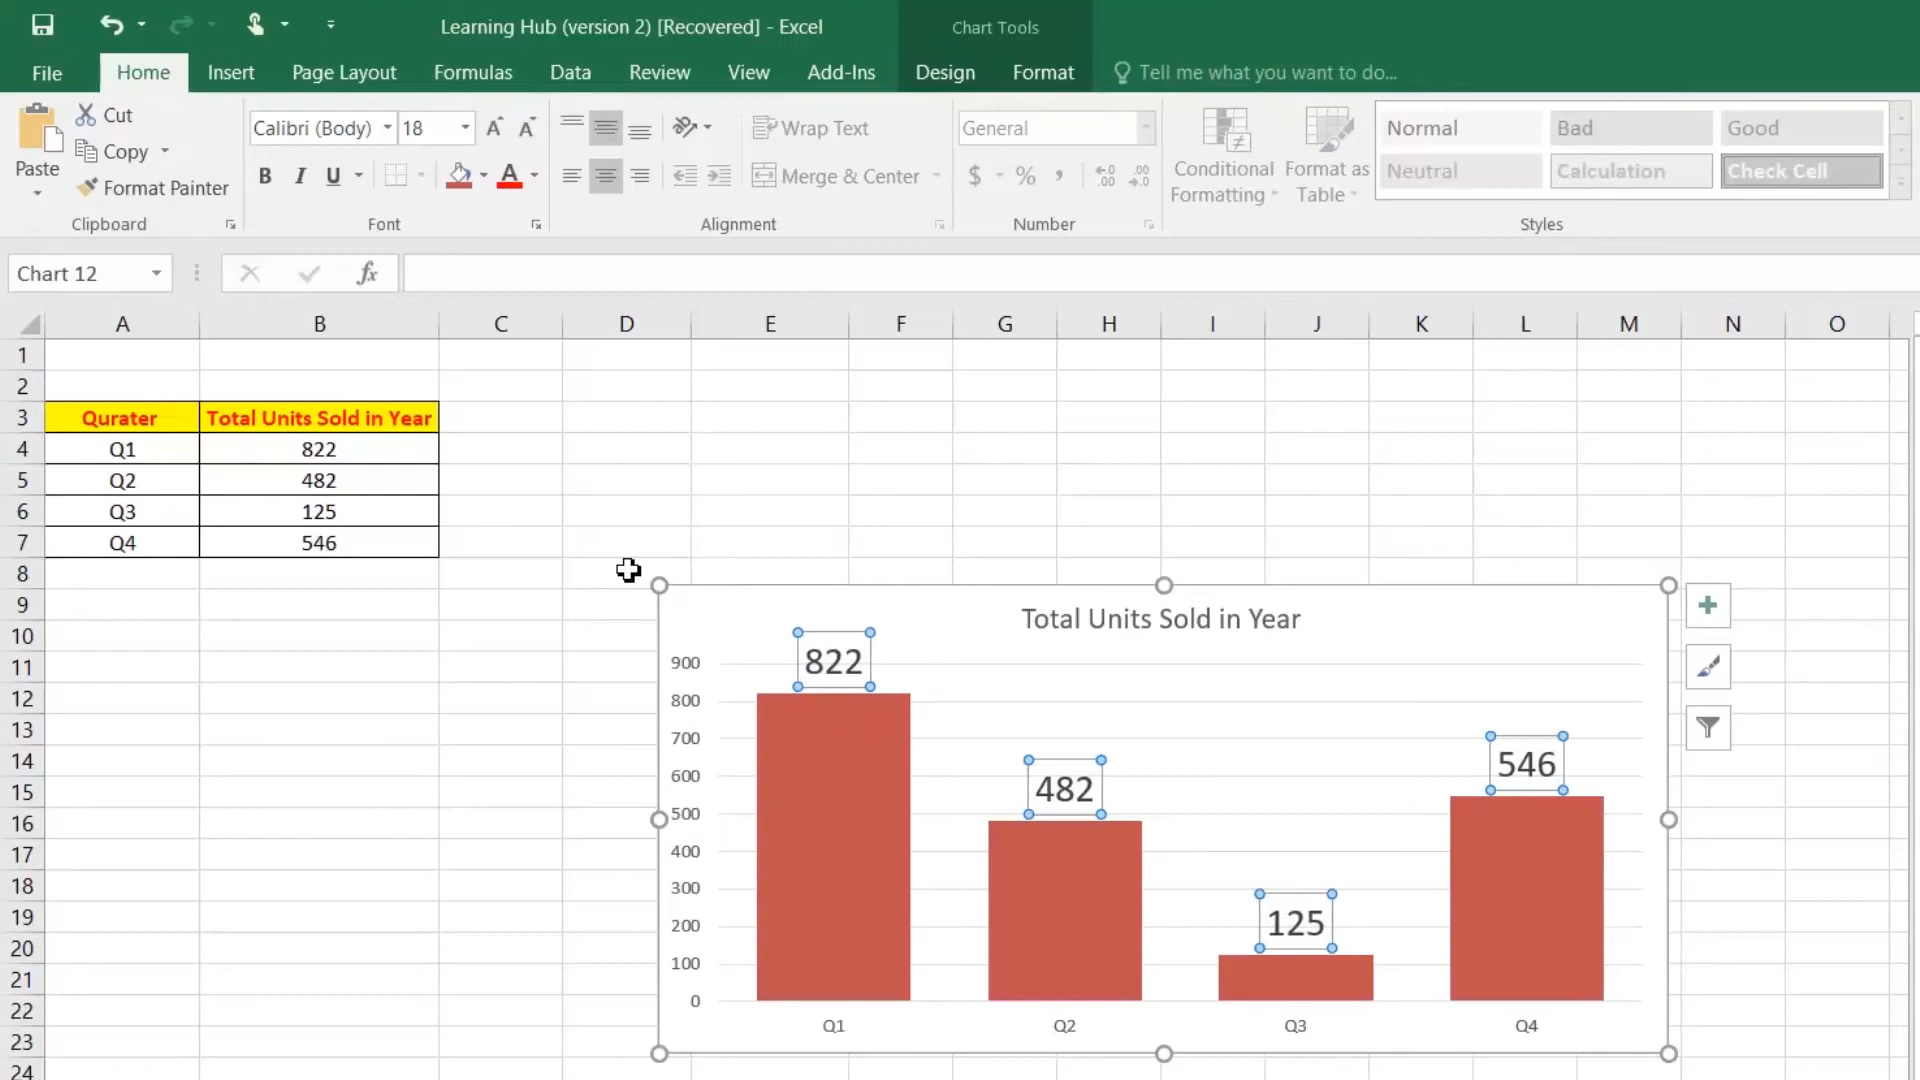 Learning Hub (version 2) [Recovered] - Excel
Chart Tools
File Home Insert Page Layout Formulas Data Review View Add-Ins Design Format Tell me what you want to do...
Paste
Cut
Copy
Format Painter
Clipboard
Calibri (Body) 18 A A
B I U A
Font
Wrap Text
Merge & Center
Alignment
General
$ % , .0 .00 .00 .0
Number
Conditional Formatting
Format as Table
Normal Bad Good
Neutral Calculation Check Cell
Styles
Chart 12 fx
A B C D E F G H I J K L M N O
1
2
3 Qurater Total Units Sold in Year
4 Q1 822
5 Q2 482
6 Q3 125
7 Q4 546
8
9
10
11
12
13
14
15
16
17
18
19
20
21
22
23
24
Total Units Sold in Year
900
800
700
600
500
400
300
200
100
0
822
482
125
546
Q1 Q2 Q3 Q4